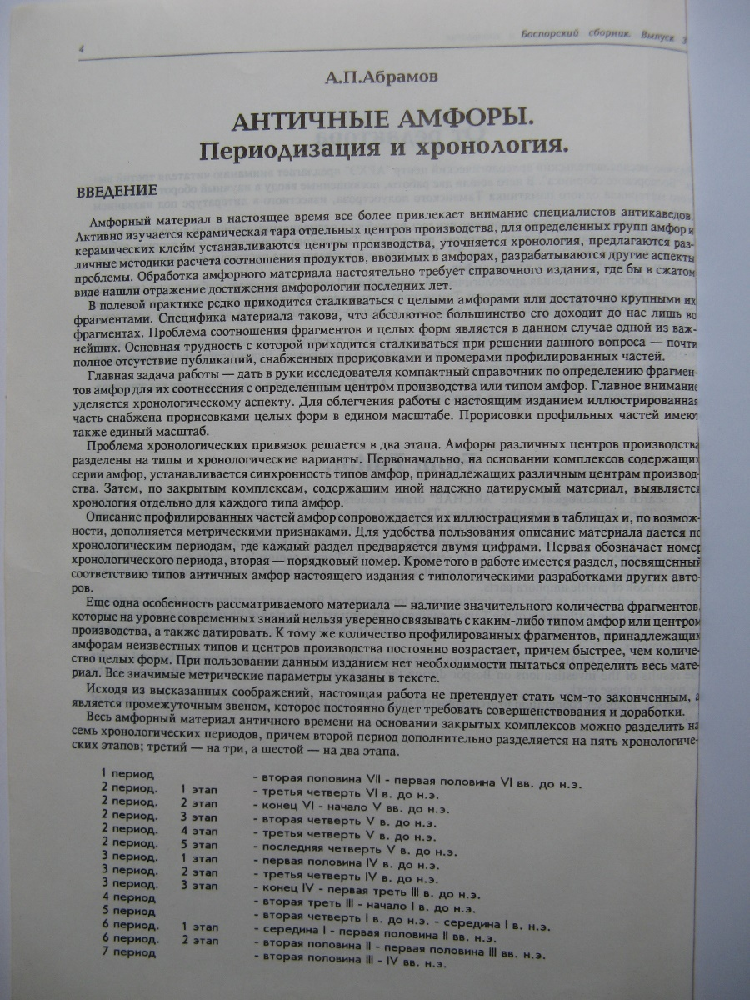 4
Боспорский сборник. Выпуск 3
А.П.Абрамов
АНТИЧНЫЕ АМФОРЫ.
Периодизация и хронология.
ВВЕДЕНИЕ
Амфорный материал в настоящее время все более привлекает внимание специалистов антикаведов.
Активно изучается керамическая тара отдельных центров производства, для определенных групп амфор и
керамических клейм устанавливаются центры производства, уточняется хронология, предлагаются раз-
личные методики расчета соотношения продуктов, ввозимых в амфорах, разрабатываются другие аспекты
проблемы. Обработка амфорного материала настоятельно требует справочного издания, где бы в сжатом
виде нашли отражение достижения амфорологии последних лет.
В полевой практике редко приходится сталкиваться с целыми амфорами или достаточно крупными их
фрагментами. Специфика материала такова, что абсолютное большинство его доходит до нас лишь во
фрагментах. Проблема соотношения фрагментов и целых форм является в данном случае одной из важ-
нейших. Основная трудность с которой приходится сталкиваться при решении данного вопроса — почти
полное отсутствие публикаций, снабженных прорисовками и промерами профилированных частей.
Главная задача работы — дать в руки исследователя компактный справочник по определению фрагмен-
тов амфор для их соотнесения с определенным центром производства или типом амфор. Главное внимание
уделяется хронологическому аспекту. Для облегчения работы с настоящим изданием иллюстрированная
часть снабжена прорисовками целых форм в едином масштабе. Прорисовки профильных частей имеют
также единый масштаб.
Проблема хронологических привязок решается в два этапа. Амфоры различных центров производства
разделены на типы и хронологические варианты. Первоначально, на основании комплексов содержащих
серии амфор, устанавливается синхронность типов амфор, принадлежащих различным центрам производ-
ства. Затем, по закрытым комплексам, содержащим иной надежно датируемый материал, выявляется
хронология отдельно для каждого типа амфор.
Описание профилированных частей амфор сопровождается их иллюстрациями в таблицах и, по возмож-
ности, дополняется метрическими признаками. Для удобства пользования описание материала дается по
хронологическим периодам, где каждый раздел предваряется двумя цифрами. Первая обозначает номер
хронологического периода, вторая — порядковый номер. Кроме того в работе имеется раздел, посвященный
соответствию типов античных амфор настоящего издания с типологическими разработками других авто-
ров.
Еще одна особенность рассматриваемого материала — наличие значительного количества фрагментов,
которые на уровне современных знаний нельзя уверенно связывать с каким-либо типом амфор или центром
производства, а также датировать. К тому же количество профилированных фрагментов, принадлежащих
амфорам неизвестных типов и центров производства постоянно возрастает, причем быстрее, чем количе-
ство целых форм. При пользовании данным изданием нет необходимости пытаться определить весь мате-
риал. Все значимые метрические параметры указаны в тексте.
Исходя из высказанных соображений, настоящая работа не претендует стать чем-то законченным, а
является промежуточным звеном, которое постоянно будет требовать совершенствования и доработки.
Весь амфорный материал античного времени на основании закрытых комплексов можно разделить на
семь хронологических периодов, причем второй период дополнительно разделяется на пять хронологиче-
ских этапов; третий — на три, а шестой — на два этапа.
1 период - вторая половина VII - первая половина VI вв. до н.э.
2 период. 1 этап - третья четверть VI в. до н.э.
2 период. 2 этап - конец VI - начало V вв. до н.э.
2 период. 3 этап - вторая четверть V в. до н.э.
2 период. 4 этап - третья четверть V в. до н.э.
2 период. 5 этап - последняя четверть V в. до н.э.
3 период. 1 этап - первая половина IV в. до н.э.
3 период. 2 этап - третья четверть IV в. до н.э.
3 период. 3 этап - конец IV - первая треть III в. до н.э.
4 период - вторая треть III - начало I в. до н.э.
5 период - вторая четверть I в. до н.э. - середина I в. н.э.
6 период. 1 этап - середина I - первая половина II вв. н.э.
6 период. 2 этап - вторая половина II - первая половина III вв. н.э.
7 период - вторая половина III - IV вв. н.э.